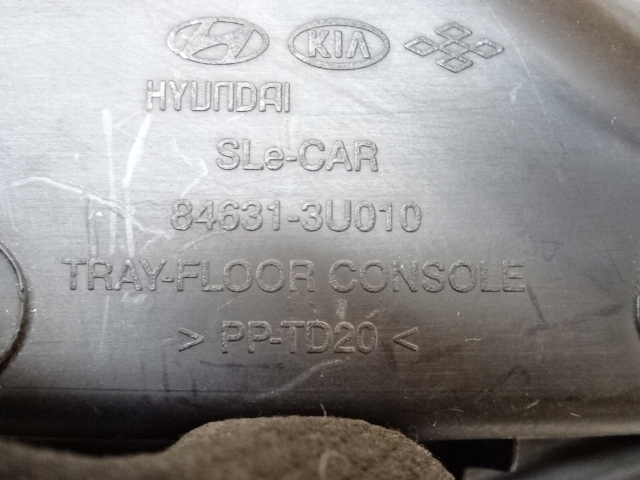 KIA
HYUNDAI
SLe-CAR
84631-3U010
TRAY-FLOOR CONSOLE
> PP-TD20 <